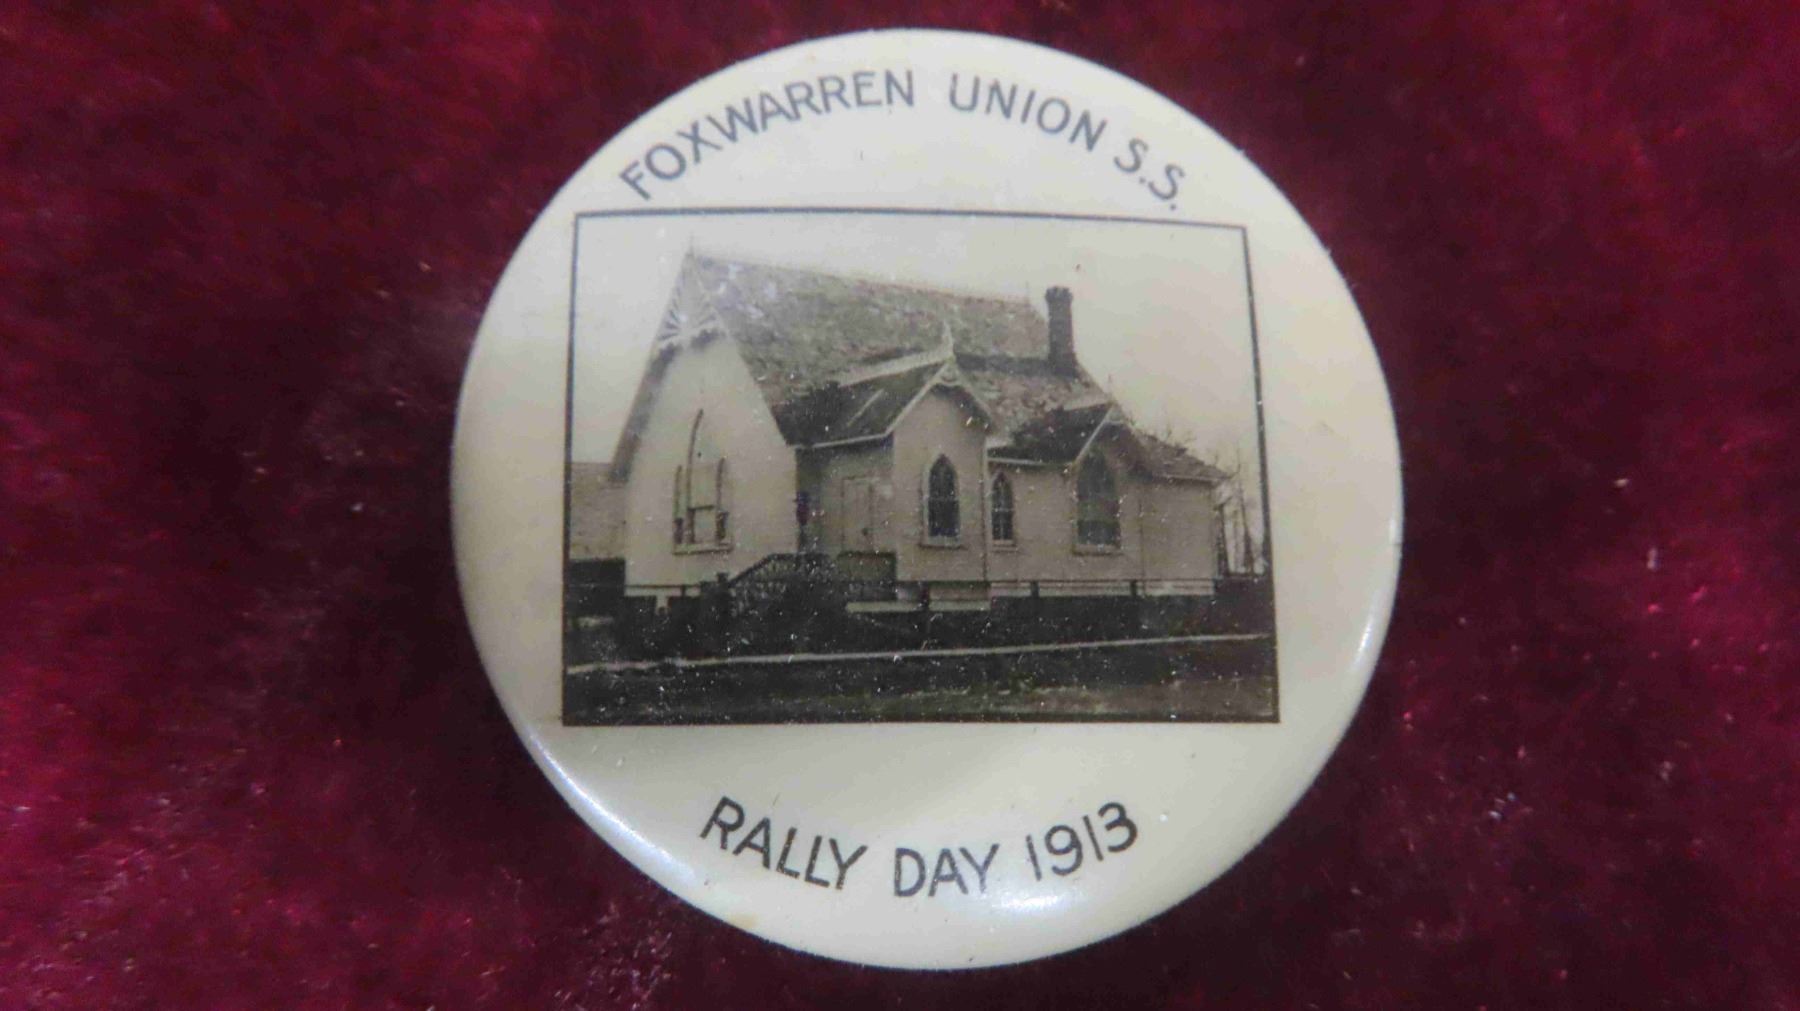 FOXWARREN UNION S.S.
RALLY DAY 1913